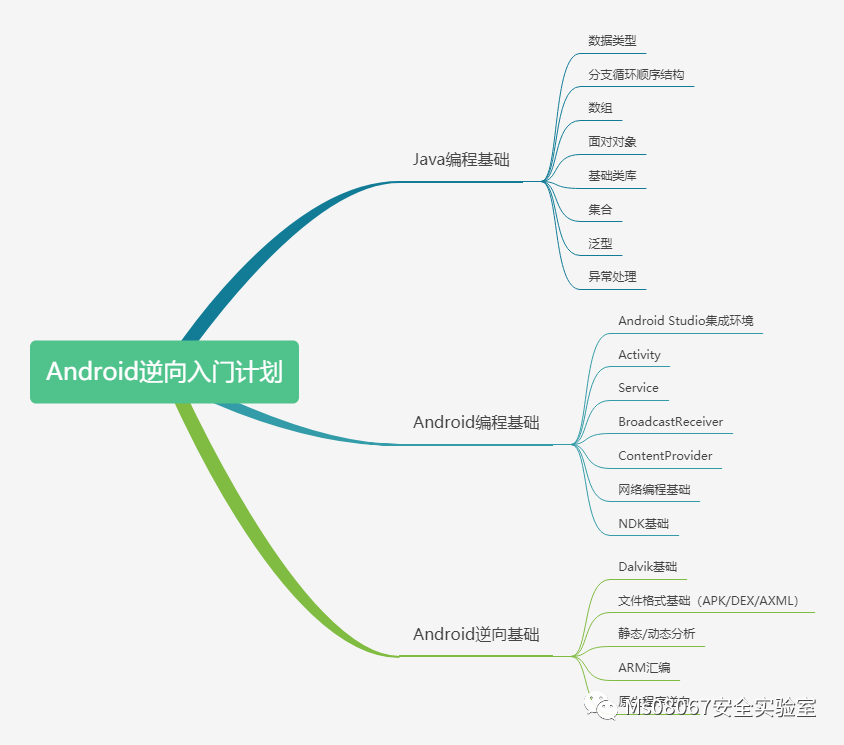 Android逆向入门计划
Java编程基础
数据类型
分支循环顺序结构
数组
面对对象
基础类库
集合
泛型
异常处理
Android编程基础
Android Studio集成环境
Activity
Service
BroadcastReceiver
ContentProvider
网络编程基础
NDK基础
Android逆向基础
Dalvik基础
文件格式基础（APK/DEX/AXML）
静态/动态分析
ARM汇编
原生程序逆向
Ms08067安全实验室